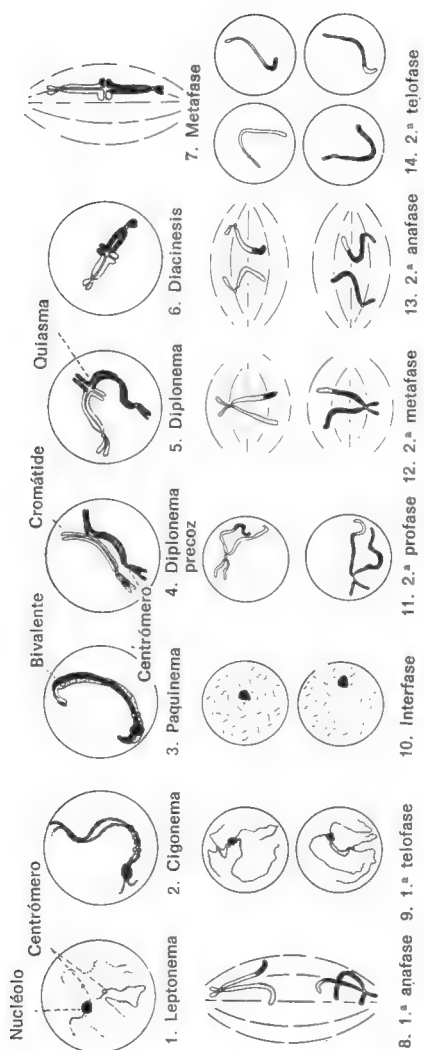 Nucléolo
Centrómero
1. Leptonema
2. Cigonema
Bivalente
3. Paquinema
Centrómero
Cromátide
4. Diplonema
precoz
Quiasma
5. Diplonema
6. Diacinesis
7. Metafase
8. 1.ª anafase
9. 1.ª telofase
10. Interfase
11. 2.ª profase
12. 2.ª metafase
13. 2.ª anafase
14. 2.ª telofase